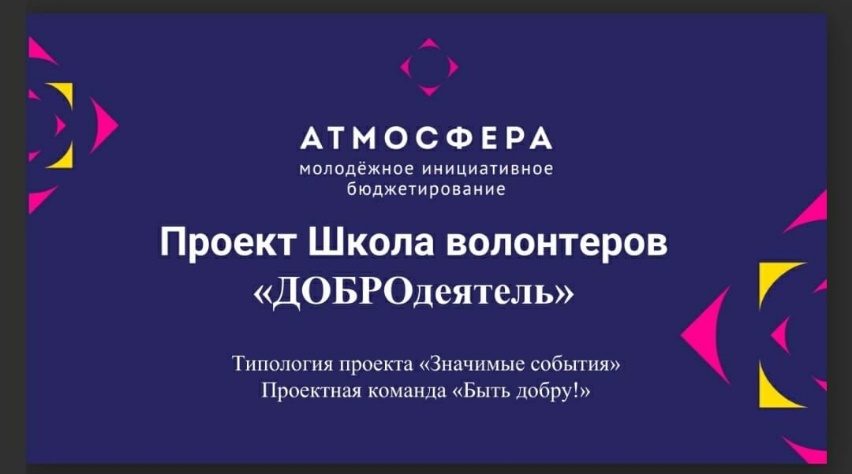 АТМОСФЕРА
молодёжное инициативное
бюджетирование
Проект Школа волонтеров
«ДОБРОдеятель»
Типология проекта «Значимые события»
Проектная команда «Быть добру!»